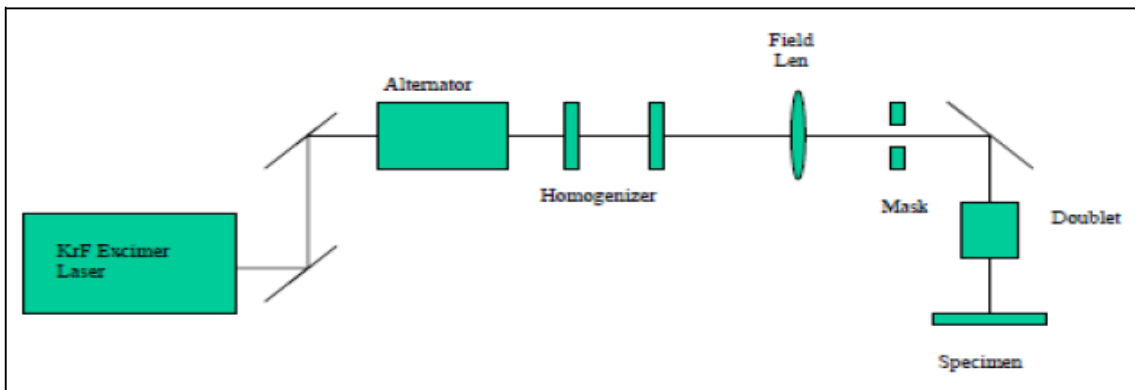 Field
Len
Alternator
Homogenizer
Mask
Doublet
KrF Excimer
Laser
Specimen